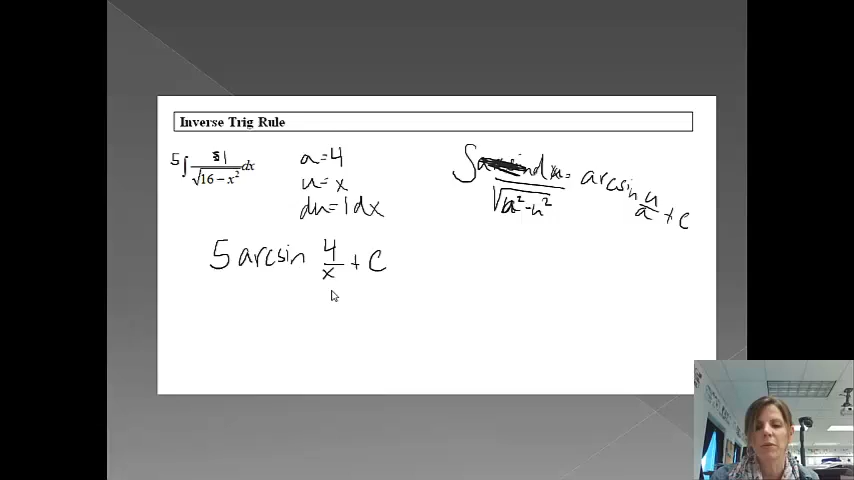 Inverse Trig Rule
5∫ 1/√(16 − x²) dx
a=4
u=x
du=1dx
∫ du/√(a²-u²) = arcsin u/a + c
5 arcsin 4/x + C